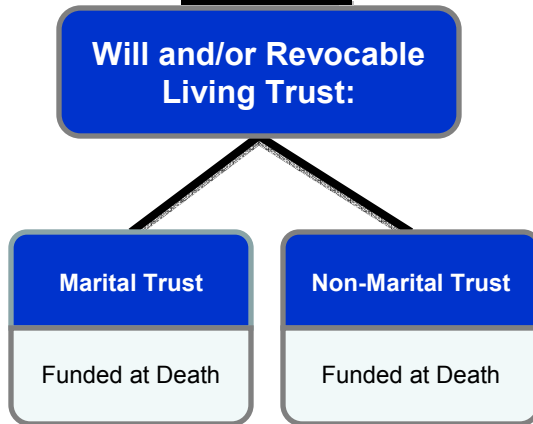 Will and/or Revocable
Living Trust:
Marital Trust
Non-Marital Trust
Funded at Death
Funded at Death